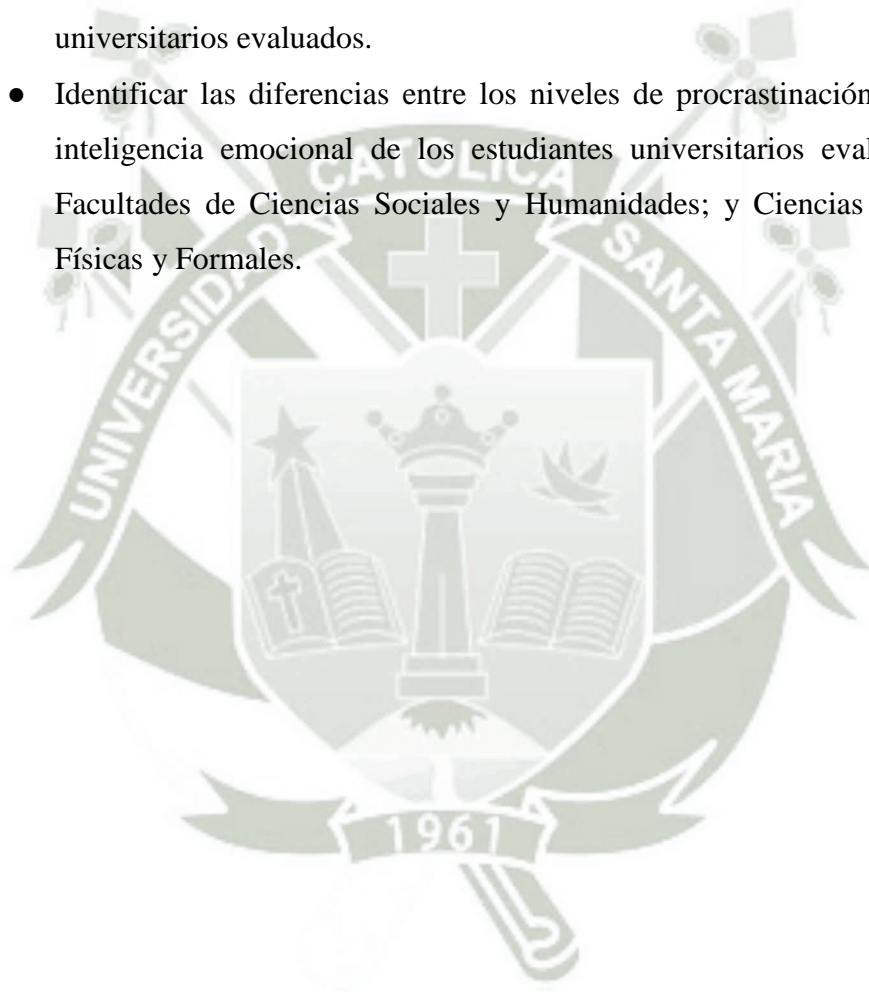 universitarios evaluados.
● Identificar las diferencias entre los niveles de procrastinación
inteligencia emocional de los estudiantes universitarios eval
Facultades de Ciencias Sociales y Humanidades; y Ciencias
Físicas y Formales.
UNIVERSIDAD CATOLICA SANTA MARIA
1961